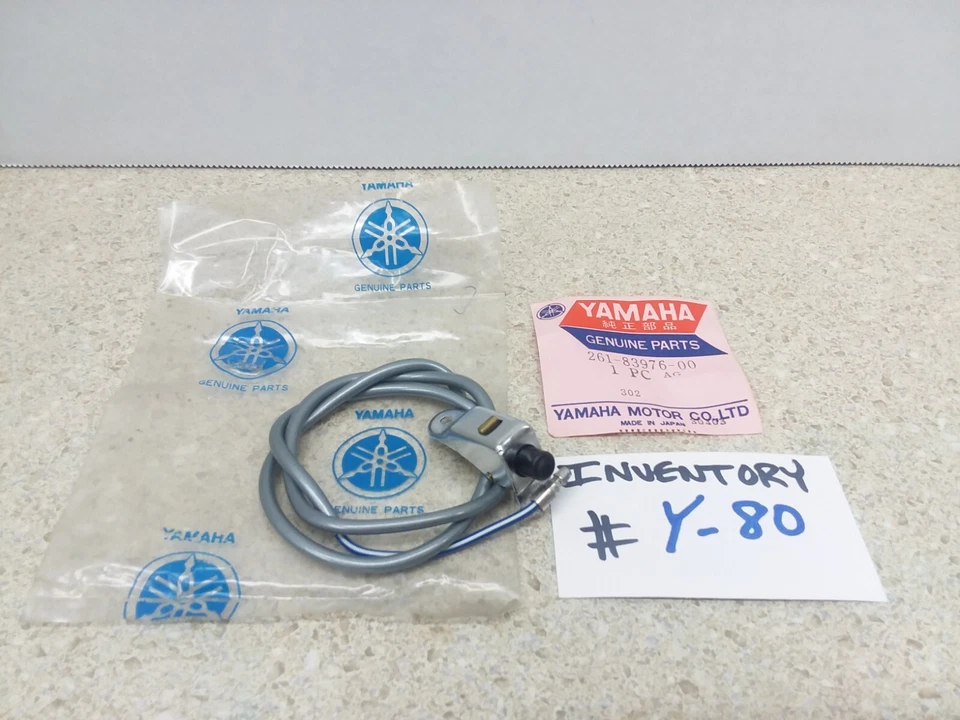 YAMAHA
GENUINE PARTS
YAMAHA
GENUINE PARTS
YAMAHA
GENUINE PARTS
YAMAHA
YAMAHA
純正部品
GENUINE PARTS
261-83976-00
1 PC AG
302
YAMAHA MOTOR CO.,LTD
MADE IN JAPAN
INVENTORY
# Y-80